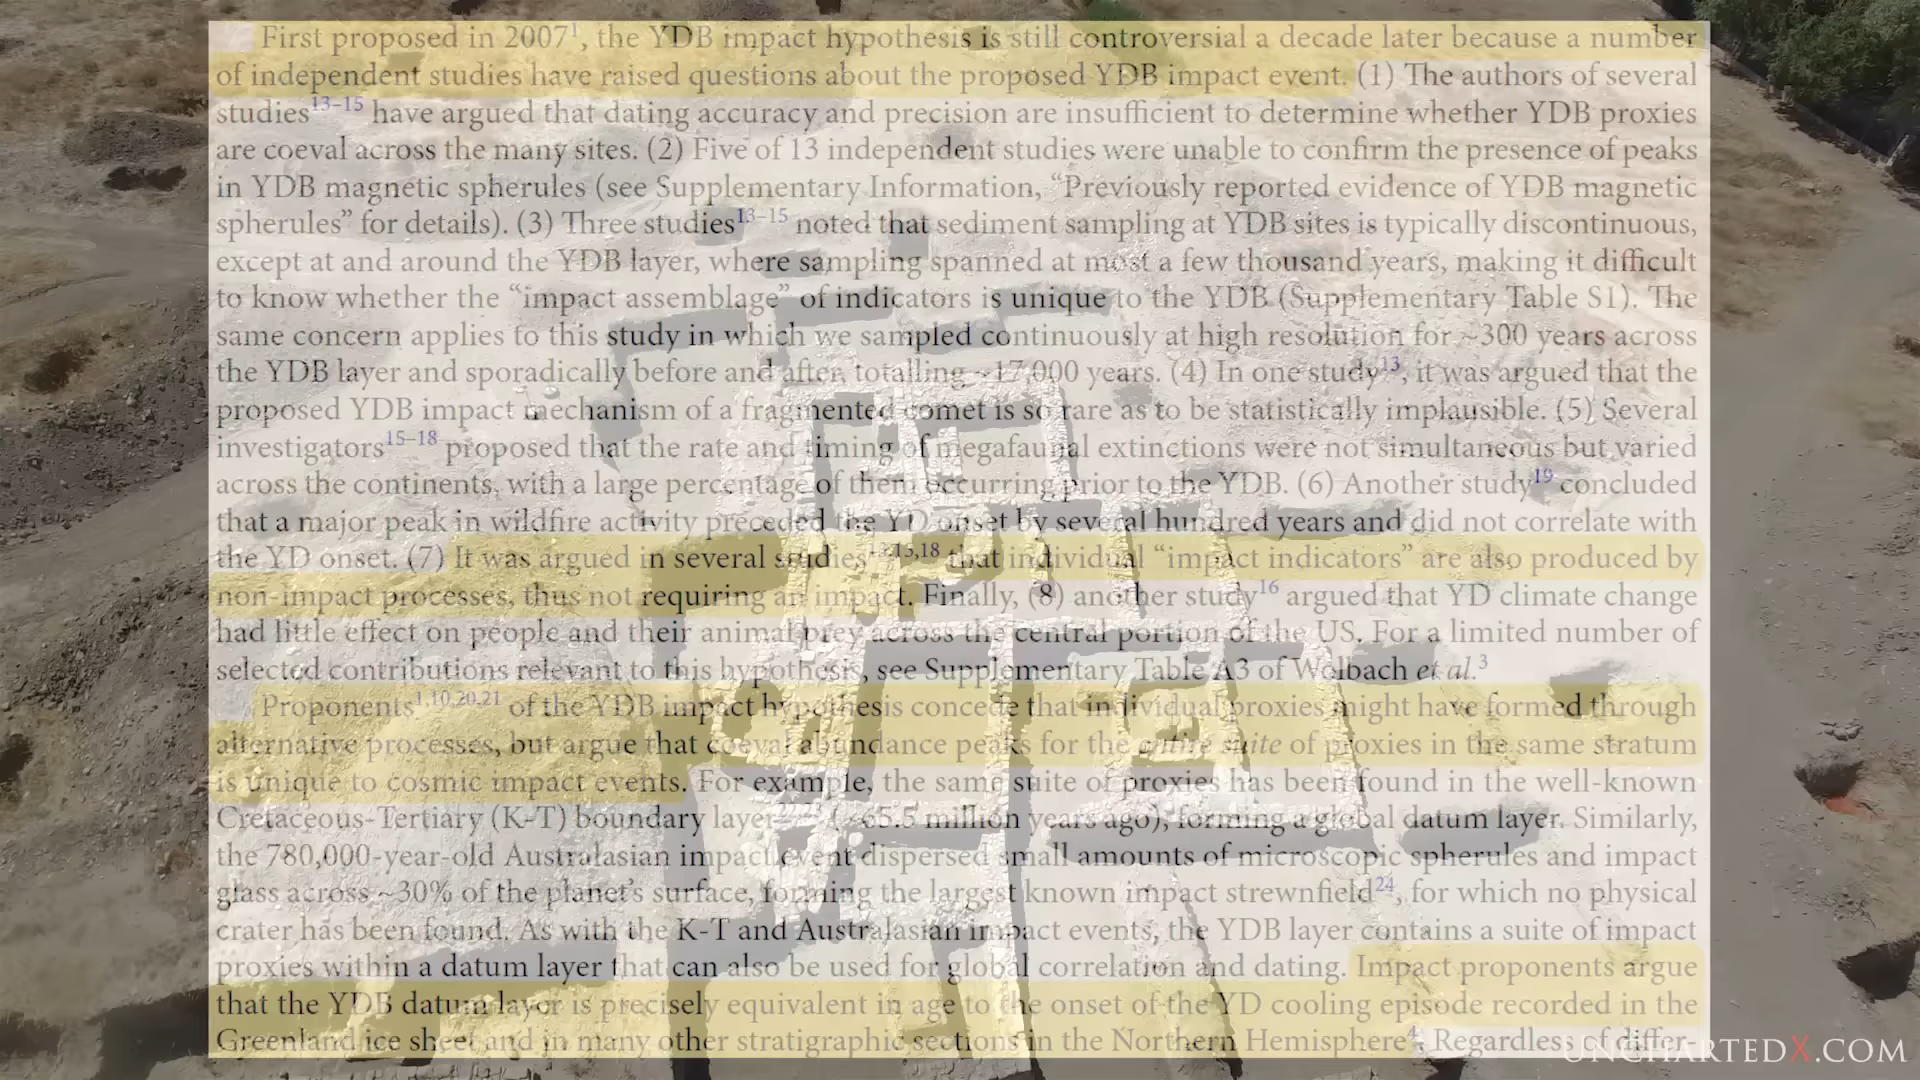 First proposed in 2007¹, the YDB impact hypothesis is still controversial a decade later because a number
of independent studies have raised questions about the proposed YDB impact event. (1) The authors of several
studies¹³⁻¹⁵ have argued that dating accuracy and precision are insufficient to determine whether YDB proxies
are coeval across the many sites. (2) Five of 13 independent studies were unable to confirm the presence of peaks
in YDB magnetic spherules (see Supplementary Information, “Previously reported evidence of YDB magnetic
spherules” for details). (3) Three studies¹³⁻¹⁵ noted that sediment sampling at YDB sites is typically discontinuous,
except at and around the YDB layer, where sampling spanned at most a few thousand years, making it difficult
to know whether the “impact assemblage” of indicators is unique to the YDB (Supplementary Table S1). The
same concern applies to this study in which we sampled continuously at high resolution for ~300 years across
the YDB layer and sporadically before and after, totalling ~17,000 years. (4) In one study¹³, it was argued that the
proposed YDB impact mechanism of a fragmented comet is so rare as to be statistically implausible. (5) Several
investigators¹⁵⁻¹⁸ proposed that the rate and timing of megafaunal extinctions were not simultaneous but varied
across the continents, with a large percentage of them occurring prior to the YDB. (6) Another study¹⁹ concluded
that a major peak in wildfire activity preceded the YD onset by several hundred years and did not correlate with
the YD onset. (7) It was argued in several studies¹³,¹⁵,¹⁸ that individual “impact indicators” are also produced by
non-impact processes, thus not requiring an impact. Finally, (8) another study¹⁶ argued that YD climate change
had little effect on people and their animal prey across the central portion of the US. For a limited number of
selected contributions relevant to this hypothesis, see Supplementary Table A3 of Wolbach et al.³
Proponents¹,¹⁰,²⁰,²¹ of the YDB impact hypothesis concede that individual proxies might have formed through
alternative processes, but argue that coeval abundance peaks for the entire suite of proxies in the same stratum
is unique to cosmic impact events. For example, the same suite of proxies has been found in the well-known
Cretaceous-Tertiary (K-T) boundary layer (~65.5 million years ago), forming a global datum layer. Similarly,
the 780,000-year-old Australasian impact event dispersed small amounts of microscopic spherules and impact
glass across ~30% of the planet’s surface, forming the largest known impact strewnfield²⁴, for which no physical
crater has been found. As with the K-T and Australasian impact events, the YDB layer contains a suite of impact
proxies within a datum layer that can also be used for global correlation and dating. Impact proponents argue
that the YDB datum layer is precisely equivalent in age to the onset of the YD cooling episode recorded in the
Greenland ice sheet and in many other stratigraphic sections in the Northern Hemisphere⁴. Regardless of differ-
UNCHARTEDX.COM